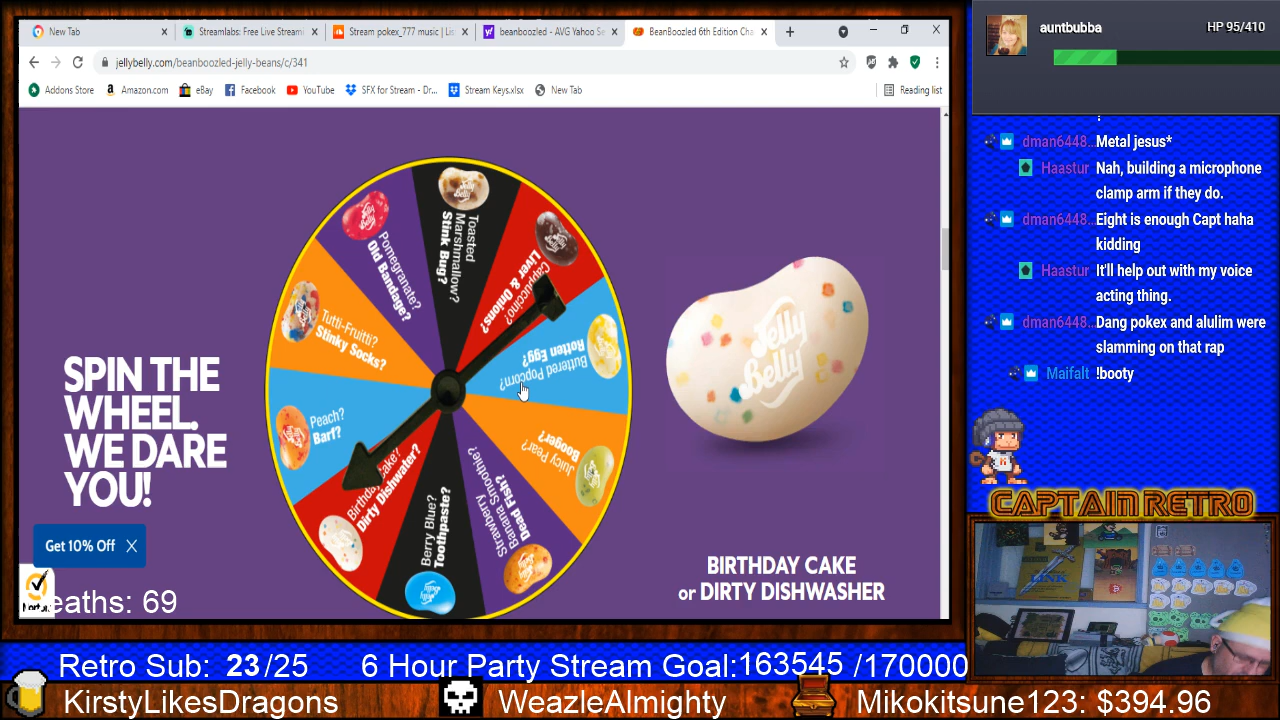 New Tab
Streamlabs: Free Live Streami
Stream pokex_777 music | Lis
beanboozled - AVG Yahoo Se
BeanBoozled 6th Edition Cha
jellybelly.com/beanboozled-jelly-beans/c/341
Addons Store
Amazon.com
eBay
Facebook
YouTube
SFX for Stream - Dr...
Stream Keys.xlsx
New Tab
Reading list
SPIN THE
WHEEL.
WE DARE
YOU!
Get 10% Off X
Toasted
Marshmallow?
Stink Bug?
Cappuccino?
Liver & Onions?
Buttered Popcorn?
Rotten Egg?
Juicy Pear?
Booger?
Strawberry
Banana Smoothie?
Dead Fish?
Berry Blue?
Toothpaste?
Birthday Cake?
Dirty Dishwater?
Peach?
Barf?
Tutti-Fruitti?
Stinky Socks?
Pomegranate?
Old Bandage?
Jelly
Belly
BIRTHDAY CAKE
or DIRTY DISHWASHER
eaths: 69
auntbubba
HP 95/410
dman6448... Metal jesus*
Haastur Nah, building a microphone
clamp arm if they do.
dman6448... Eight is enough Capt haha
kidding
Haastur It'll help out with my voice
acting thing.
dman6448... Dang pokex and alulim were
slamming on that rap
Maifalt !booty
CAPTAIN RETRO
LINK
Retro Sub: 23/25
6 Hour Party Stream Goal:163545 /170000
KirstyLikesDragons
WeazleAlmighty
Mikokitsune123: $394.96